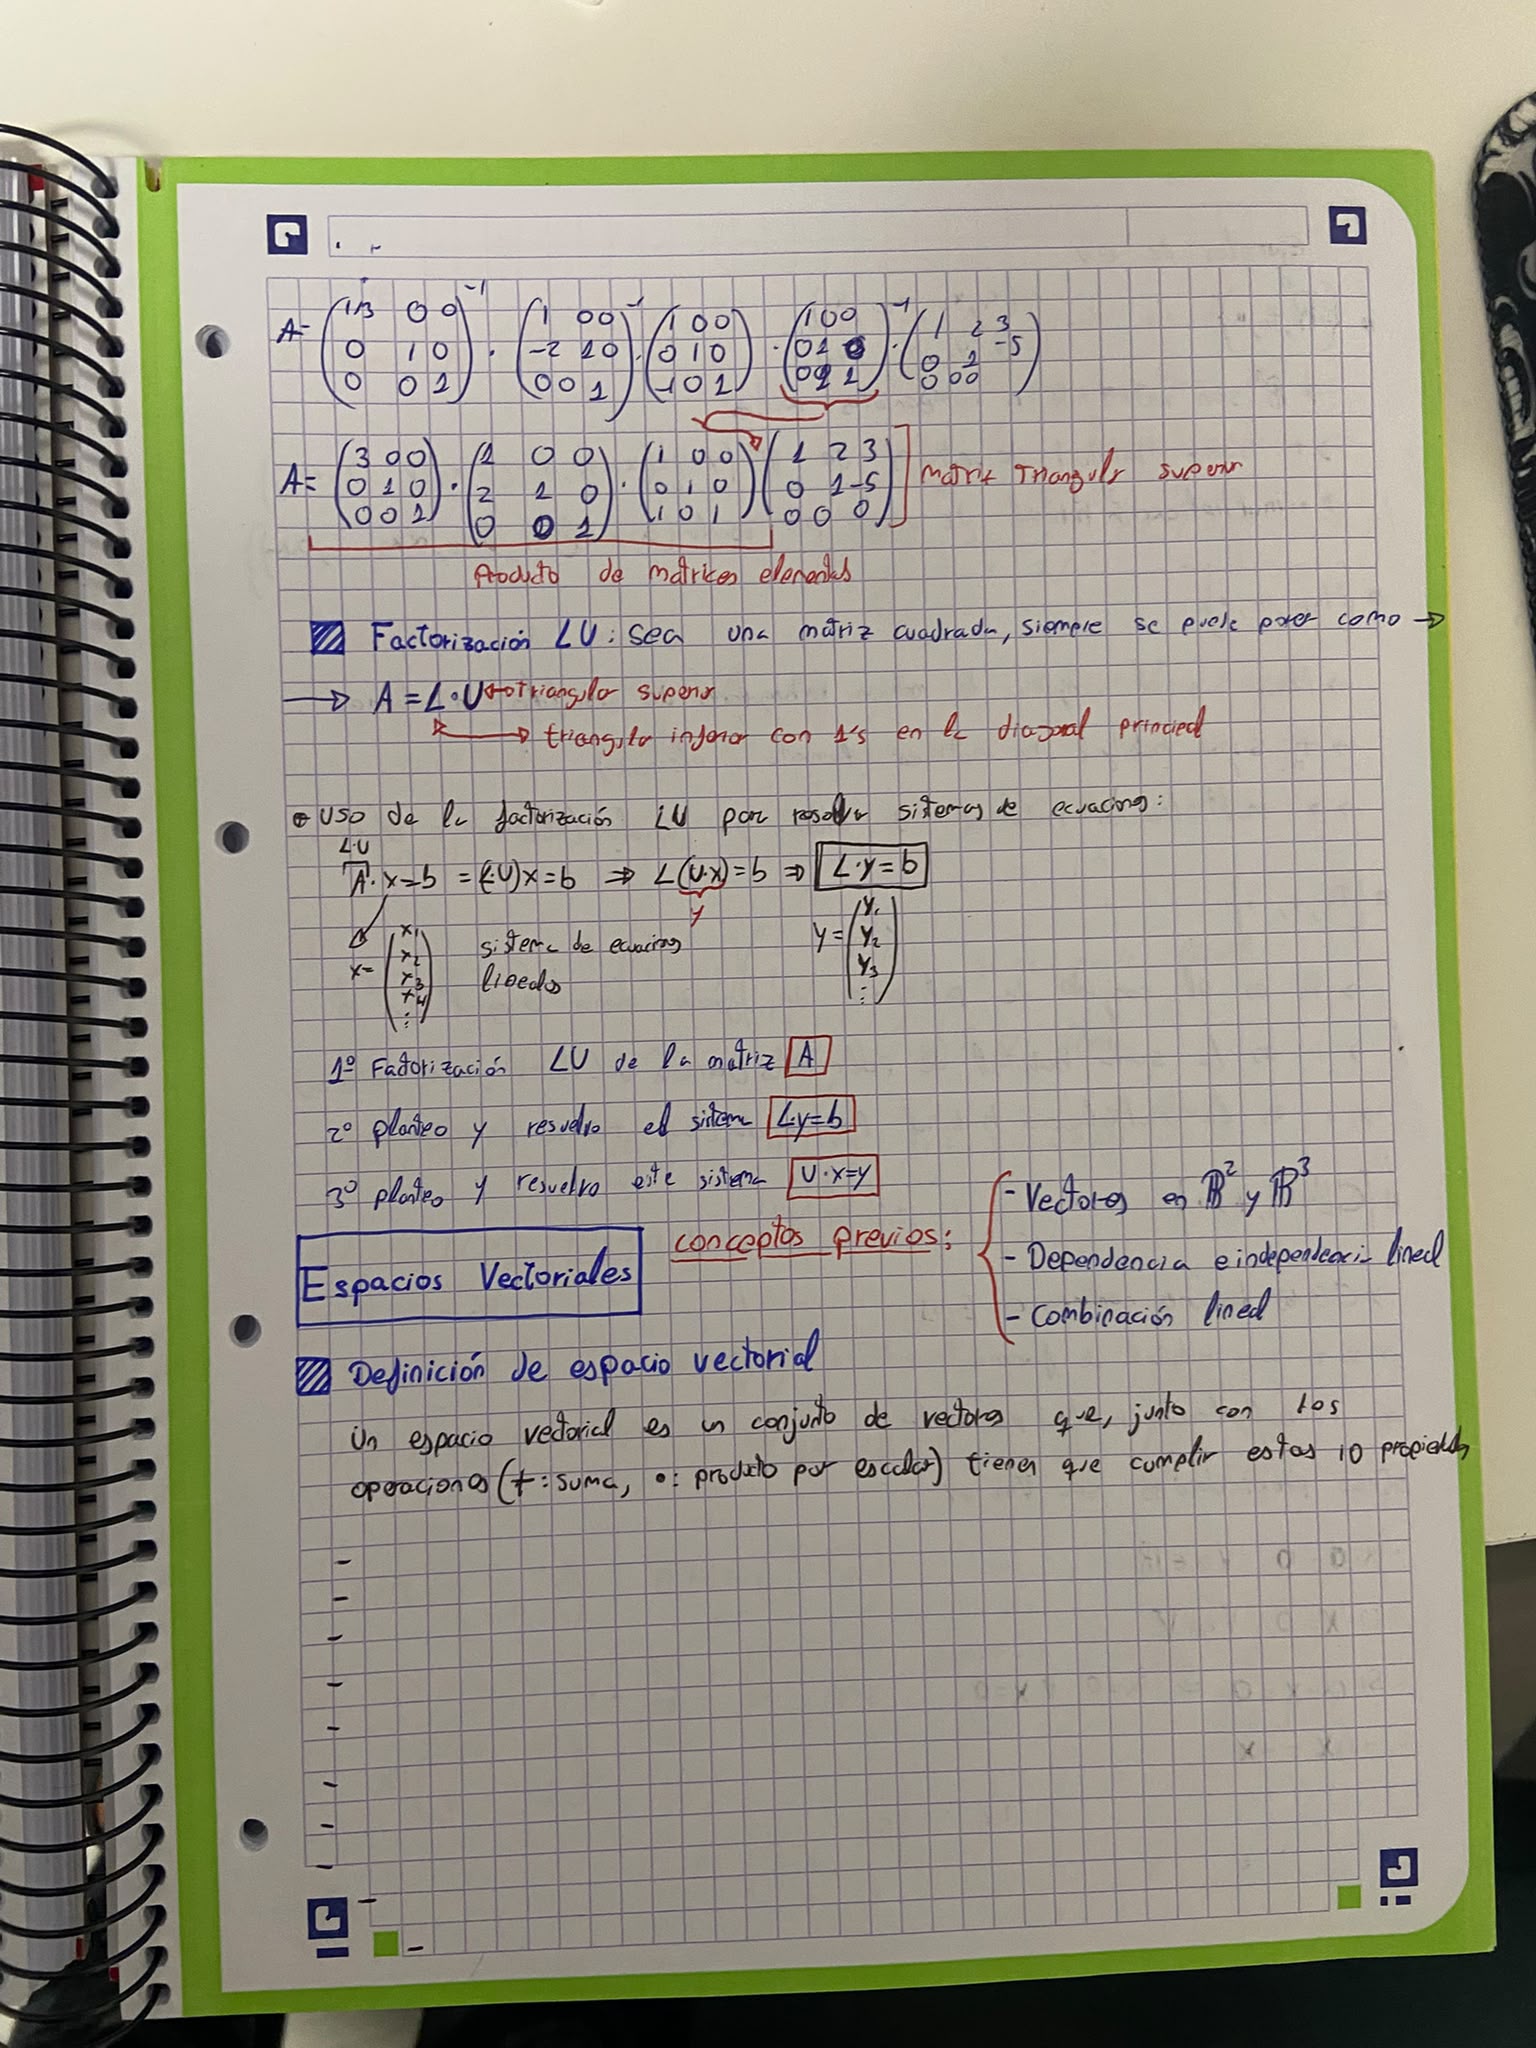 A= (1/3 0 0 / 0 1 0 / 0 0 1)⁻¹ · (1 0 0 / -2 1 0 / 0 0 1)⁻¹ · (1 0 0 / 0 1 0 / -1 0 1) · (1 0 0 / 0 1 0 / 0 1 1)⁻¹ · (1 2 3 / 0 1 -5 / 0 0 0)
A= (3 0 0 / 0 1 0 / 0 0 1) · (1 0 0 / 2 1 0 / 0 0 1) · (1 0 0 / 0 1 0 / 1 0 1) (1 2 3 / 0 1 -5 / 0 0 0) ] matriz triangular superior
Producto de matrices elementales
Factorización LU: sea una matriz cuadrada, siempre se puede poner como →
→ A = L·U ↔ triangular superior
triangular inferior con 1's en la diagonal principal
USO de la factorización LU para resolver sistemas de ecuaciones:
L·U
A·x=b = (L·U)x=b ⇒ L(U·x)=b ⇒ L·y=b
y
x= (x1 x2 x3 x4 ⋮) sistema de ecuaciones lineales y= (y1 y2 y3 ⋮)
1º Factorización LU de la matriz A
2º planteo y resuelvo el sistema L·y=b
3º planteo y resuelvo este sistema U·x=y
Espacios Vectoriales
conceptos previos:
- Vectores en ℝ² y ℝ³
- Dependencia e independencia lineal
- Combinación lineal
Definición de espacio vectorial
Un espacio vectorial es un conjunto de vectores que, junto con los
operaciones (+: suma, •: producto por escalar) tienen que cumplir estas 10 propiedades
-
-
-
-
-
-
-
-
-
-